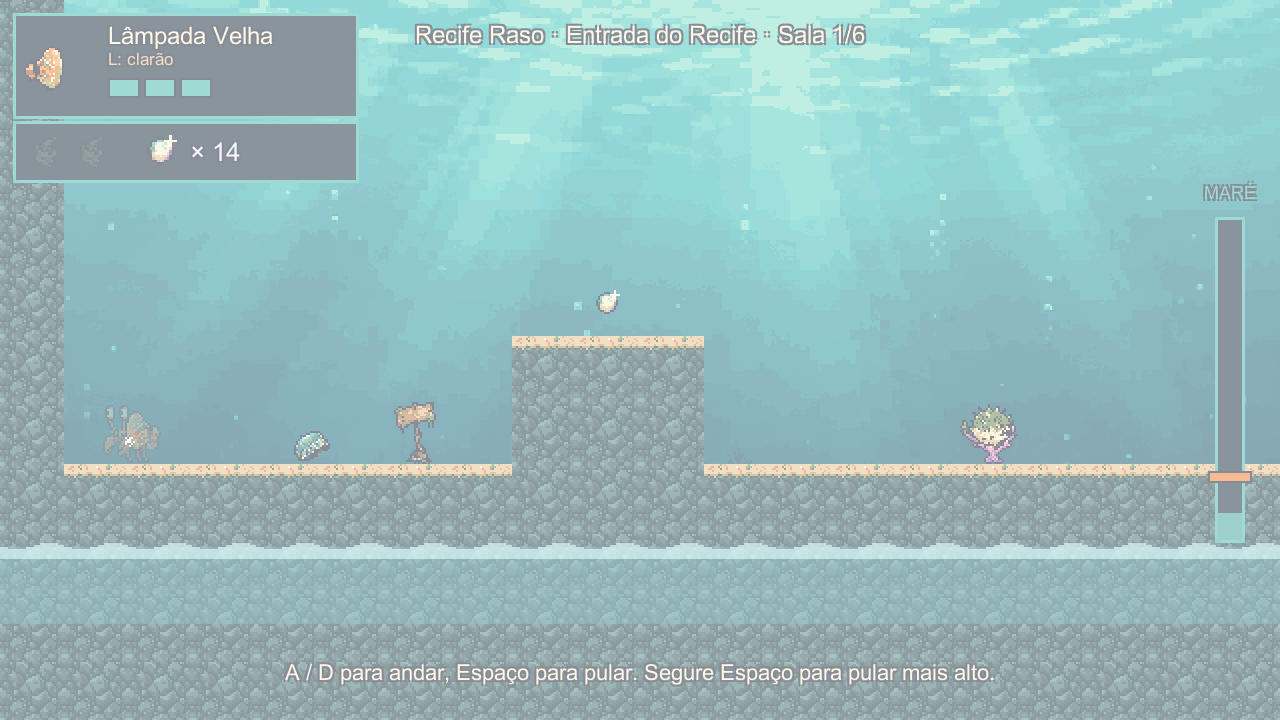 Lâmpada Velha
L: clarão
× 14
Recife Raso · Entrada do Recife · Sala 1/6
MARÉ
A / D para andar, Espaço para pular. Segure Espaço para pular mais alto.